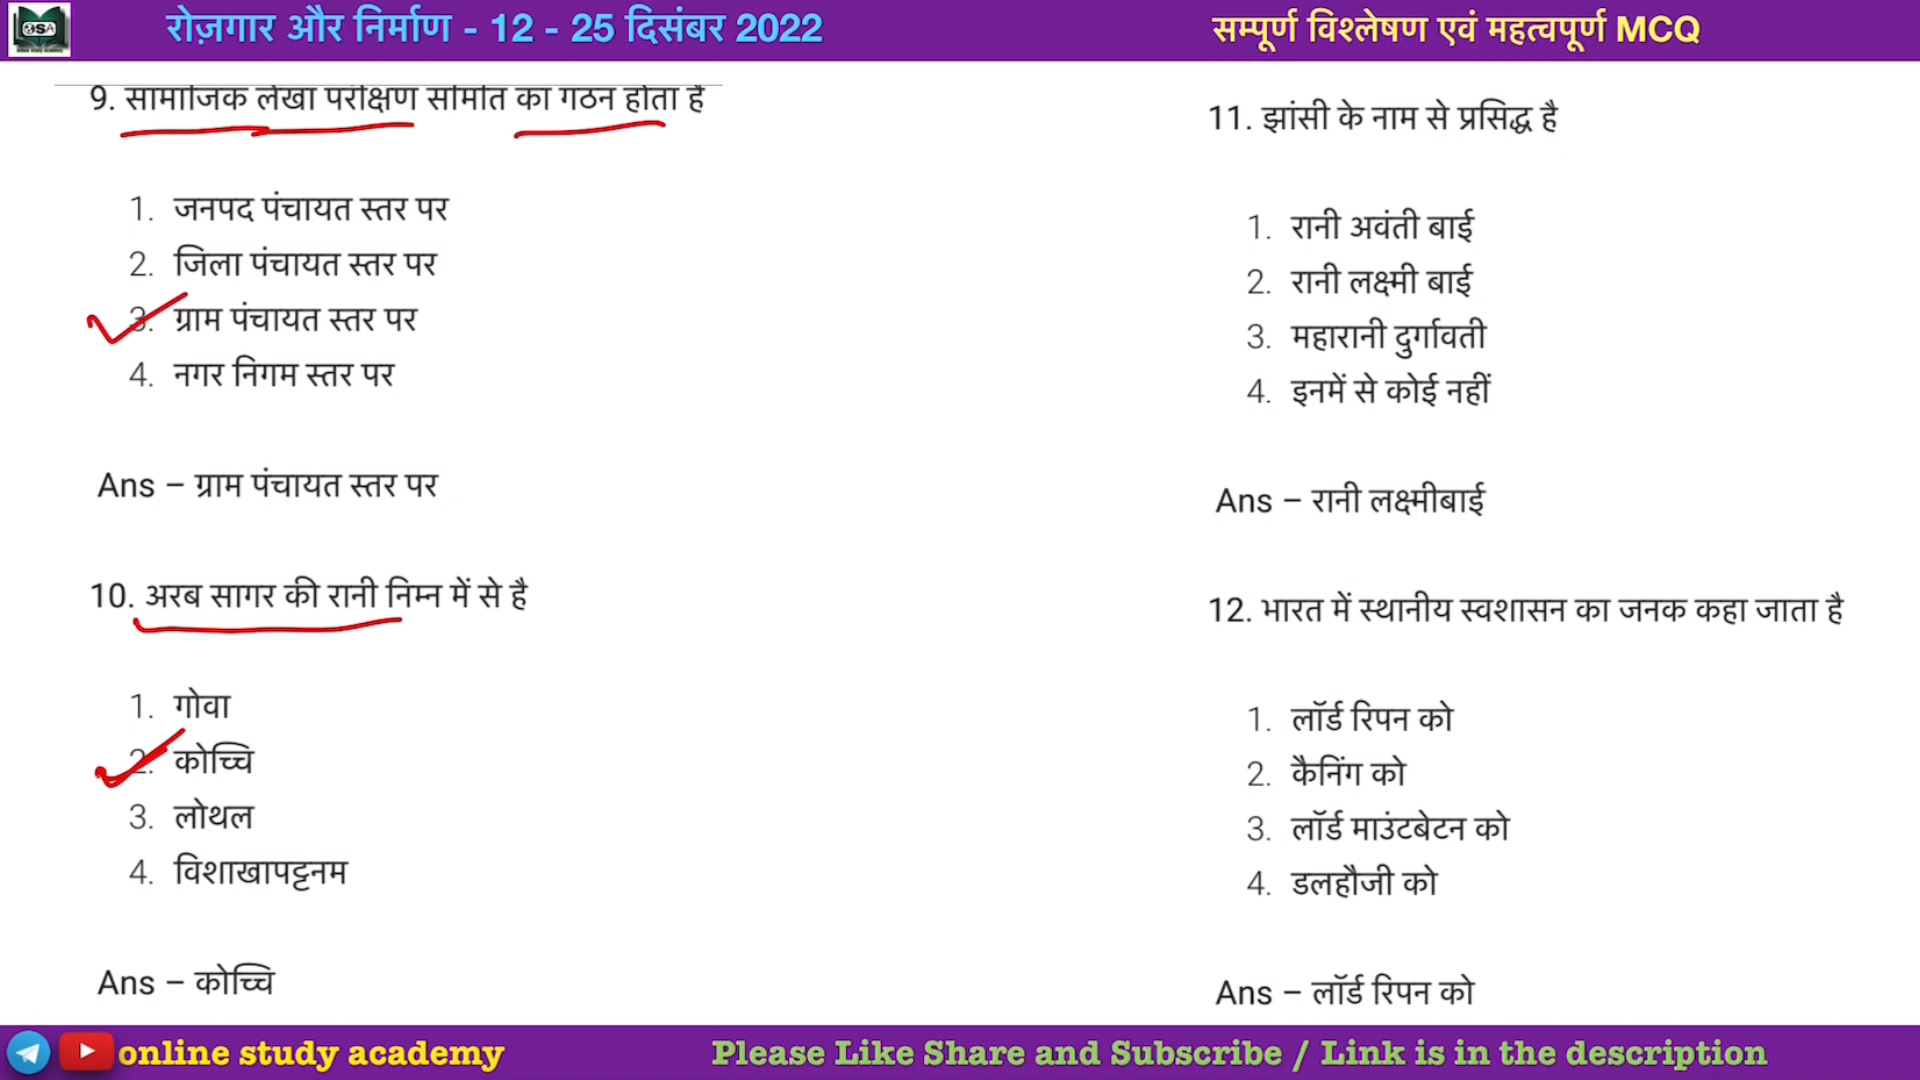 OSA
रोज़गार और निर्माण - 12 - 25 दिसंबर 2022
सम्पूर्ण विश्लेषण एवं महत्वपूर्ण MCQ
9. सामाजिक लेखा परीक्षण समिति का गठन होता है
1. जनपद पंचायत स्तर पर
2. जिला पंचायत स्तर पर
3. ग्राम पंचायत स्तर पर
4. नगर निगम स्तर पर
Ans – ग्राम पंचायत स्तर पर
10. अरब सागर की रानी निम्न में से है
1. गोवा
2. कोच्चि
3. लोथल
4. विशाखापट्टनम
Ans – कोच्चि
11. झांसी के नाम से प्रसिद्ध है
1. रानी अवंती बाई
2. रानी लक्ष्मी बाई
3. महारानी दुर्गावती
4. इनमें से कोई नहीं
Ans – रानी लक्ष्मीबाई
12. भारत में स्थानीय स्वशासन का जनक कहा जाता है
1. लॉर्ड रिपन को
2. कैनिंग को
3. लॉर्ड माउंटबेटन को
4. डलहौजी को
Ans – लॉर्ड रिपन को
online study academy
Please Like Share and Subscribe / Link is in the description